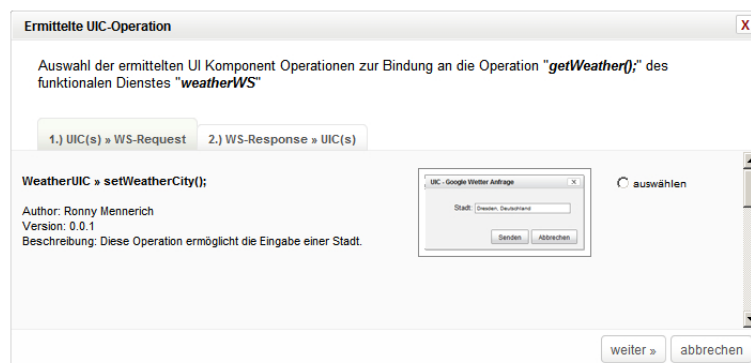 Ermittelte UIC-Operation
X
Auswahl der ermittelten UI Komponent Operationen zur Bindung an die Operation "getWeather();" des
funktionalen Dienstes "weatherWS"
1.) UIC(s) » WS-Request
2.) WS-Response » UIC(s)
WeatherUIC » setWeatherCity();
Author: Ronny Mennerich
Version: 0.0.1
Beschreibung: Diese Operation ermöglicht die Eingabe einer Stadt.
UIC - Google Wetter Anfrage
X
Stadt: Dresden, Deutschland
Senden
Abbrechen
auswählen
weiter »
abbrechen